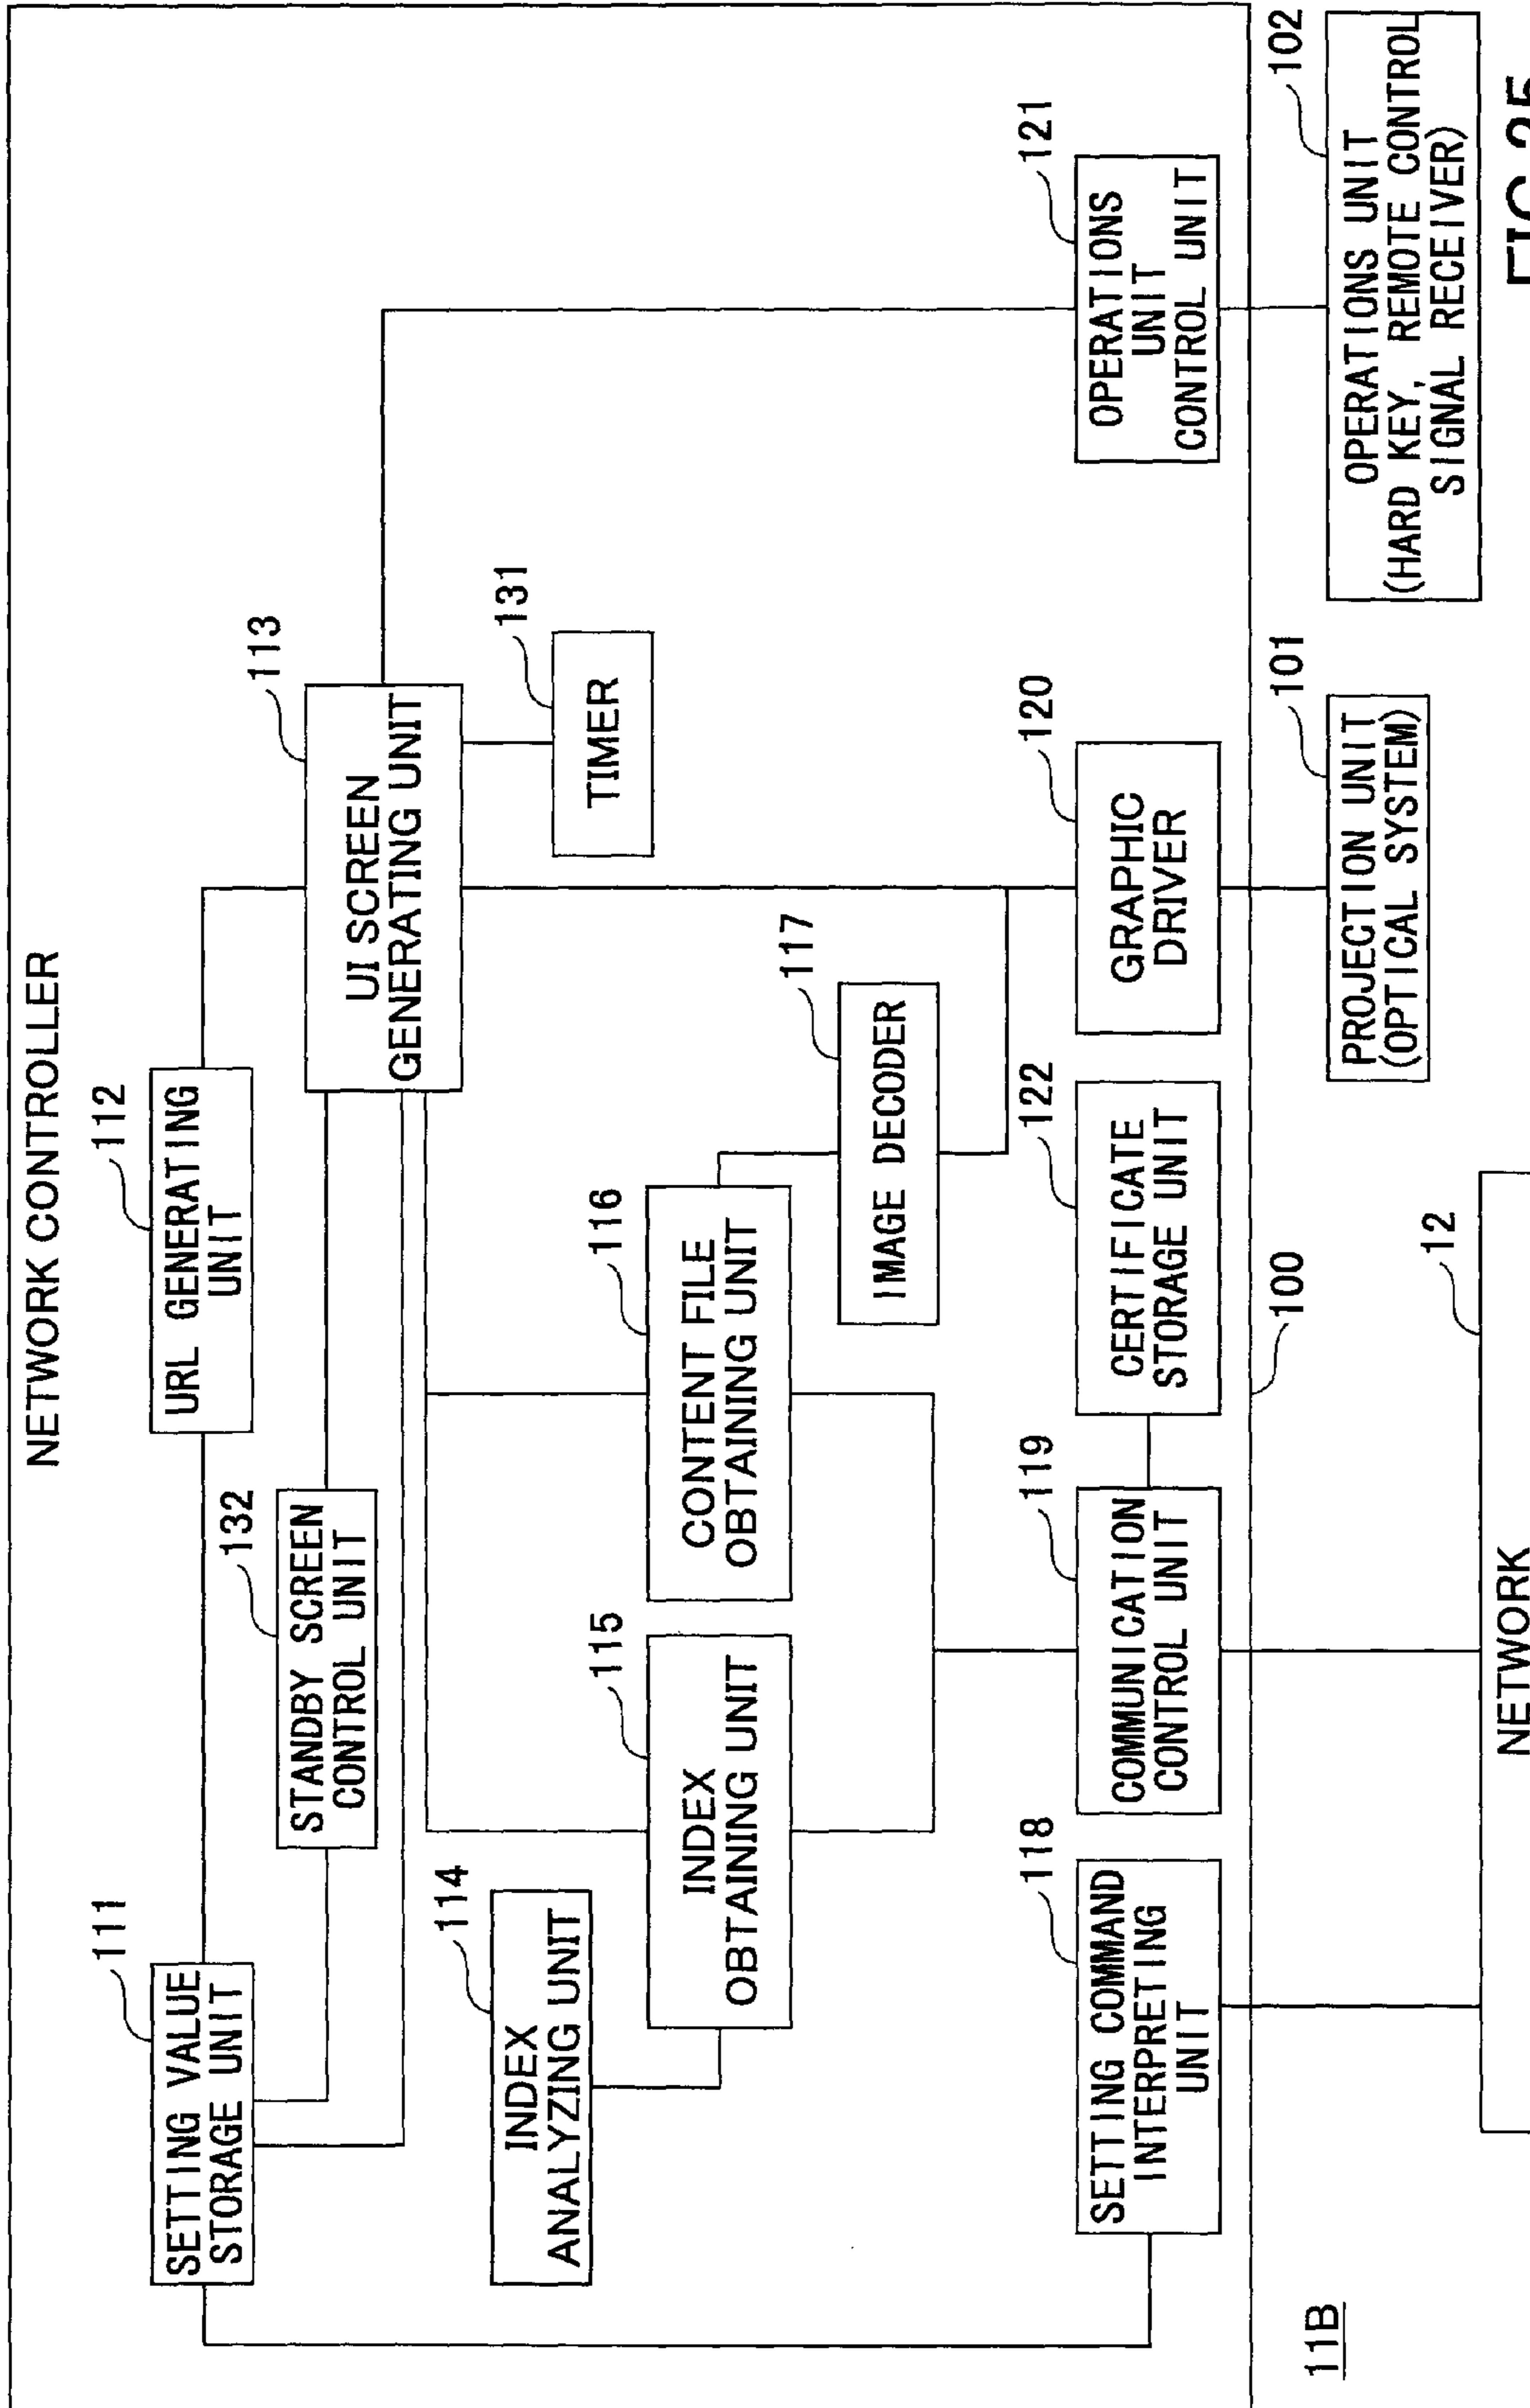 NETWORK CONTROLLER
111
SETTING VALUE
STORAGE UNIT
112
URL GENERATING
UNIT
132
STANDBY SCREEN
CONTROL UNIT
113
UI SCREEN
GENERATING UNIT
131
TIMER
114
INDEX
ANALYZING UNIT
115
INDEX
OBTAINING UNIT
116
CONTENT FILE
OBTAINING UNIT
117
IMAGE DECODER
118
SETTING COMMAND
INTERPRETING
UNIT
119
COMMUNICATION
CONTROL UNIT
122
CERTIFICATE
STORAGE UNIT
120
GRAPHIC
DRIVER
121
OPERATIONS
UNIT
CONTROL UNIT
11B
100
12
NETWORK
101
PROJECTION UNIT
(OPTICAL SYSTEM)
102
OPERATIONS UNIT
(HARD KEY, REMOTE CONTROL
SIGNAL RECEIVER)
FIG.25